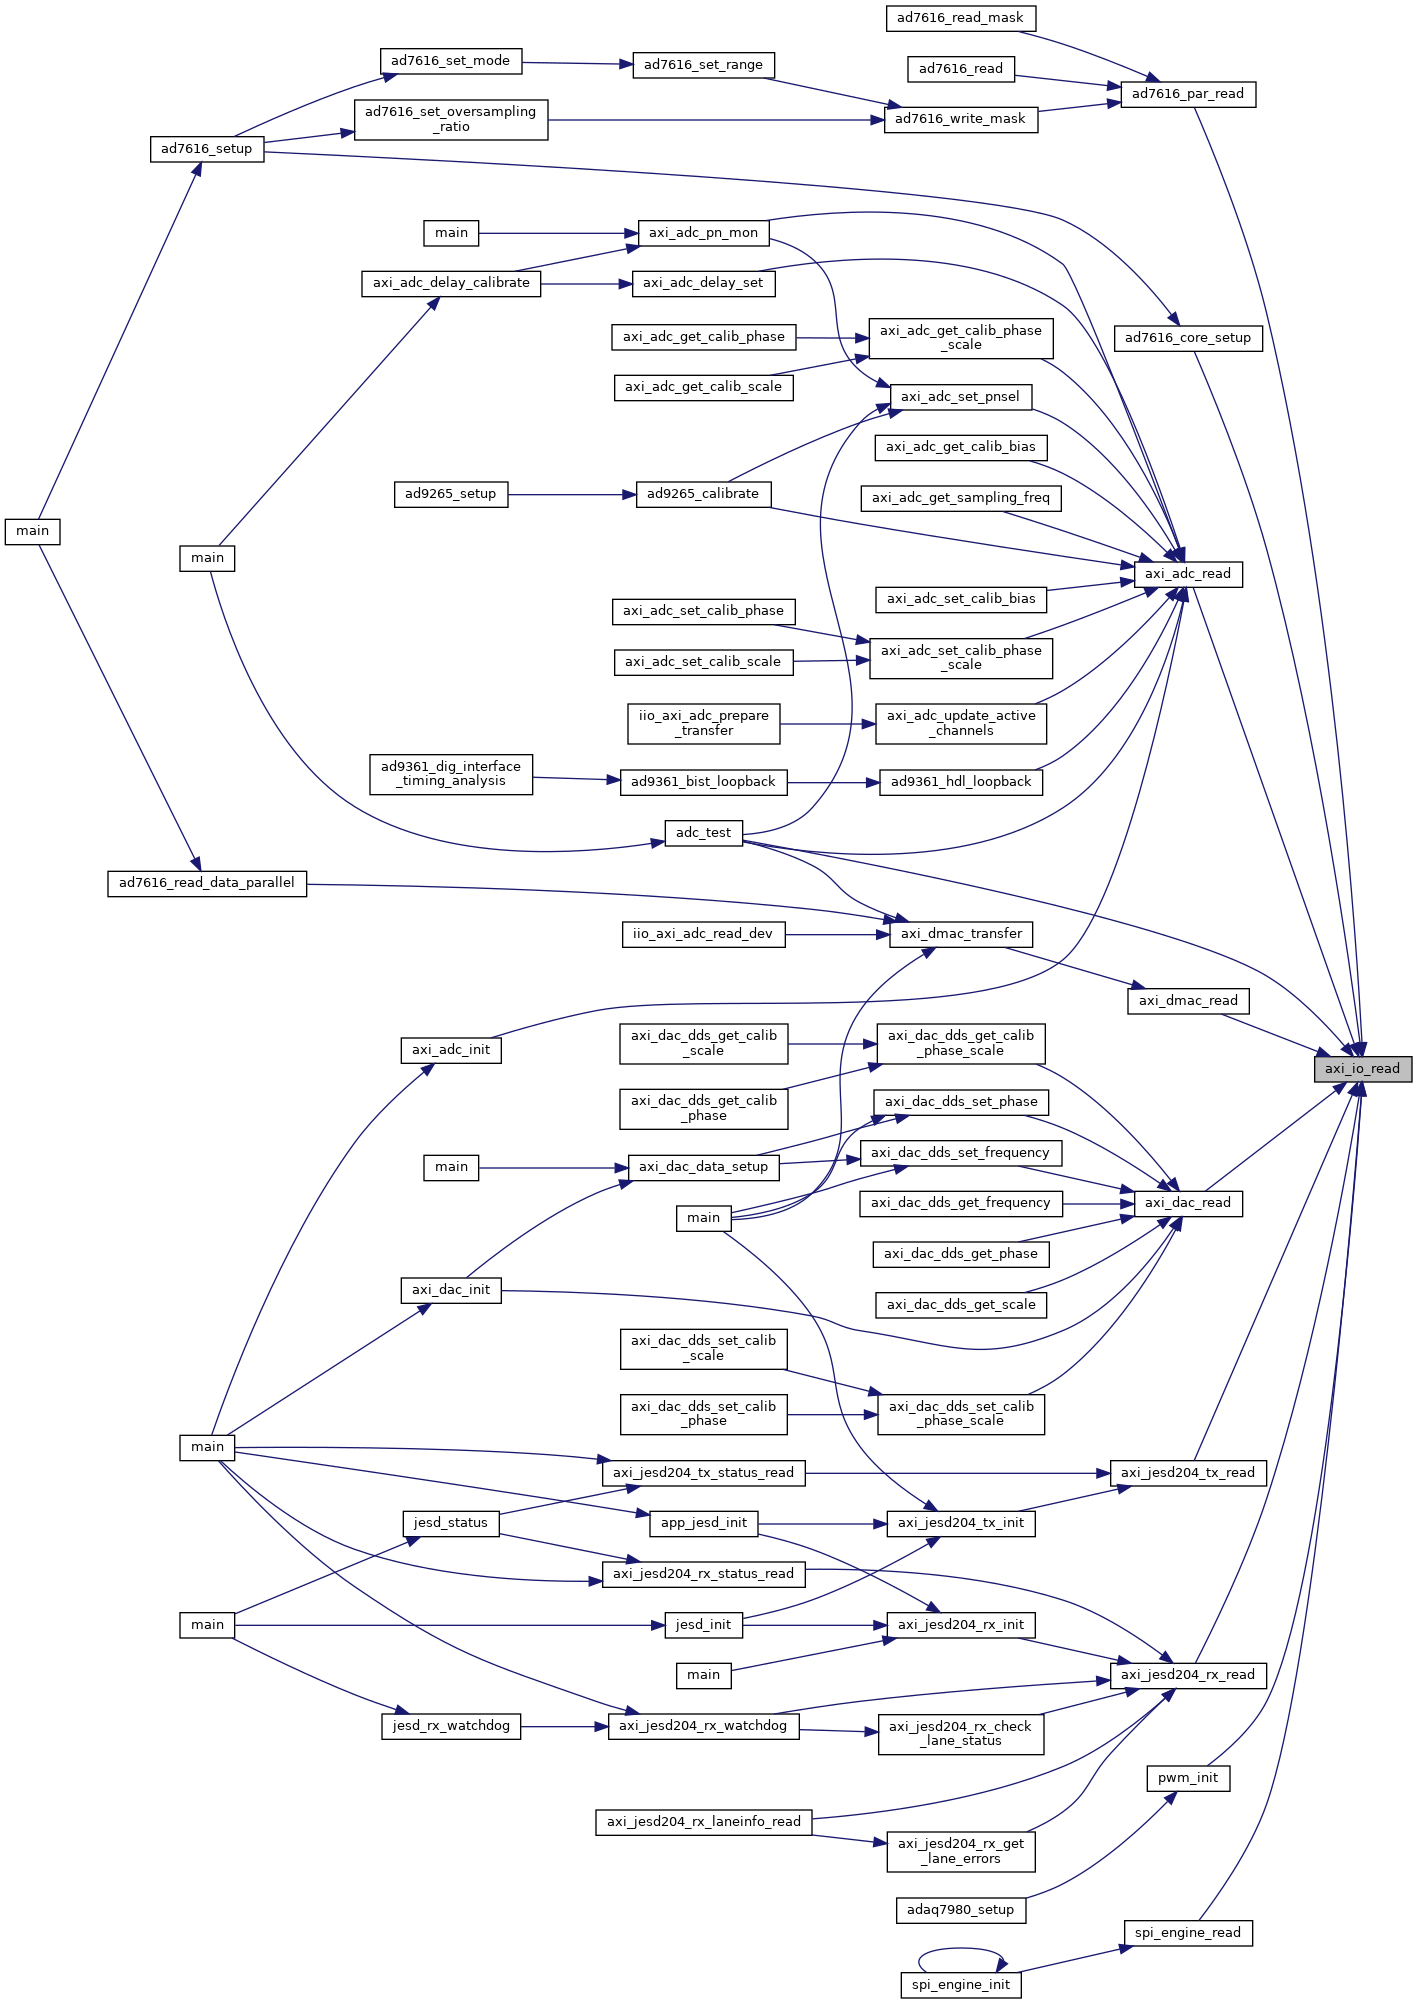 ad7616_read_mask
ad7616_set_mode
ad7616_set_range
ad7616_read
ad7616_par_read
ad7616_set_oversampling
_ratio
ad7616_write_mask
ad7616_setup
main
axi_adc_pn_mon
axi_adc_delay_calibrate
axi_adc_delay_set
axi_adc_get_calib_phase
axi_adc_get_calib_phase
_scale
ad7616_core_setup
axi_adc_get_calib_scale
axi_adc_set_pnsel
axi_adc_get_calib_bias
ad9265_setup
ad9265_calibrate
axi_adc_get_sampling_freq
main
main
axi_adc_read
axi_adc_set_calib_bias
axi_adc_set_calib_phase
axi_adc_set_calib_phase
_scale
axi_adc_set_calib_scale
iio_axi_adc_prepare
_transfer
axi_adc_update_active
_channels
ad9361_dig_interface
_timing_analysis
ad9361_bist_loopback
ad9361_hdl_loopback
adc_test
ad7616_read_data_parallel
iio_axi_adc_read_dev
axi_dmac_transfer
axi_dmac_read
axi_adc_init
axi_dac_dds_get_calib
_scale
axi_dac_dds_get_calib
_phase_scale
axi_io_read
axi_dac_dds_get_calib
_phase
axi_dac_dds_set_phase
main
axi_dac_data_setup
axi_dac_dds_set_frequency
axi_dac_dds_get_frequency
axi_dac_read
main
axi_dac_dds_get_phase
axi_dac_init
axi_dac_dds_get_scale
axi_dac_dds_set_calib
_scale
axi_dac_dds_set_calib
_phase
axi_dac_dds_set_calib
_phase_scale
main
axi_jesd204_tx_status_read
axi_jesd204_tx_read
jesd_status
app_jesd_init
axi_jesd204_tx_init
axi_jesd204_rx_status_read
main
jesd_init
axi_jesd204_rx_init
main
axi_jesd204_rx_read
jesd_rx_watchdog
axi_jesd204_rx_watchdog
axi_jesd204_rx_check
_lane_status
pwm_init
axi_jesd204_rx_laneinfo_read
axi_jesd204_rx_get
_lane_errors
adaq7980_setup
spi_engine_read
spi_engine_init